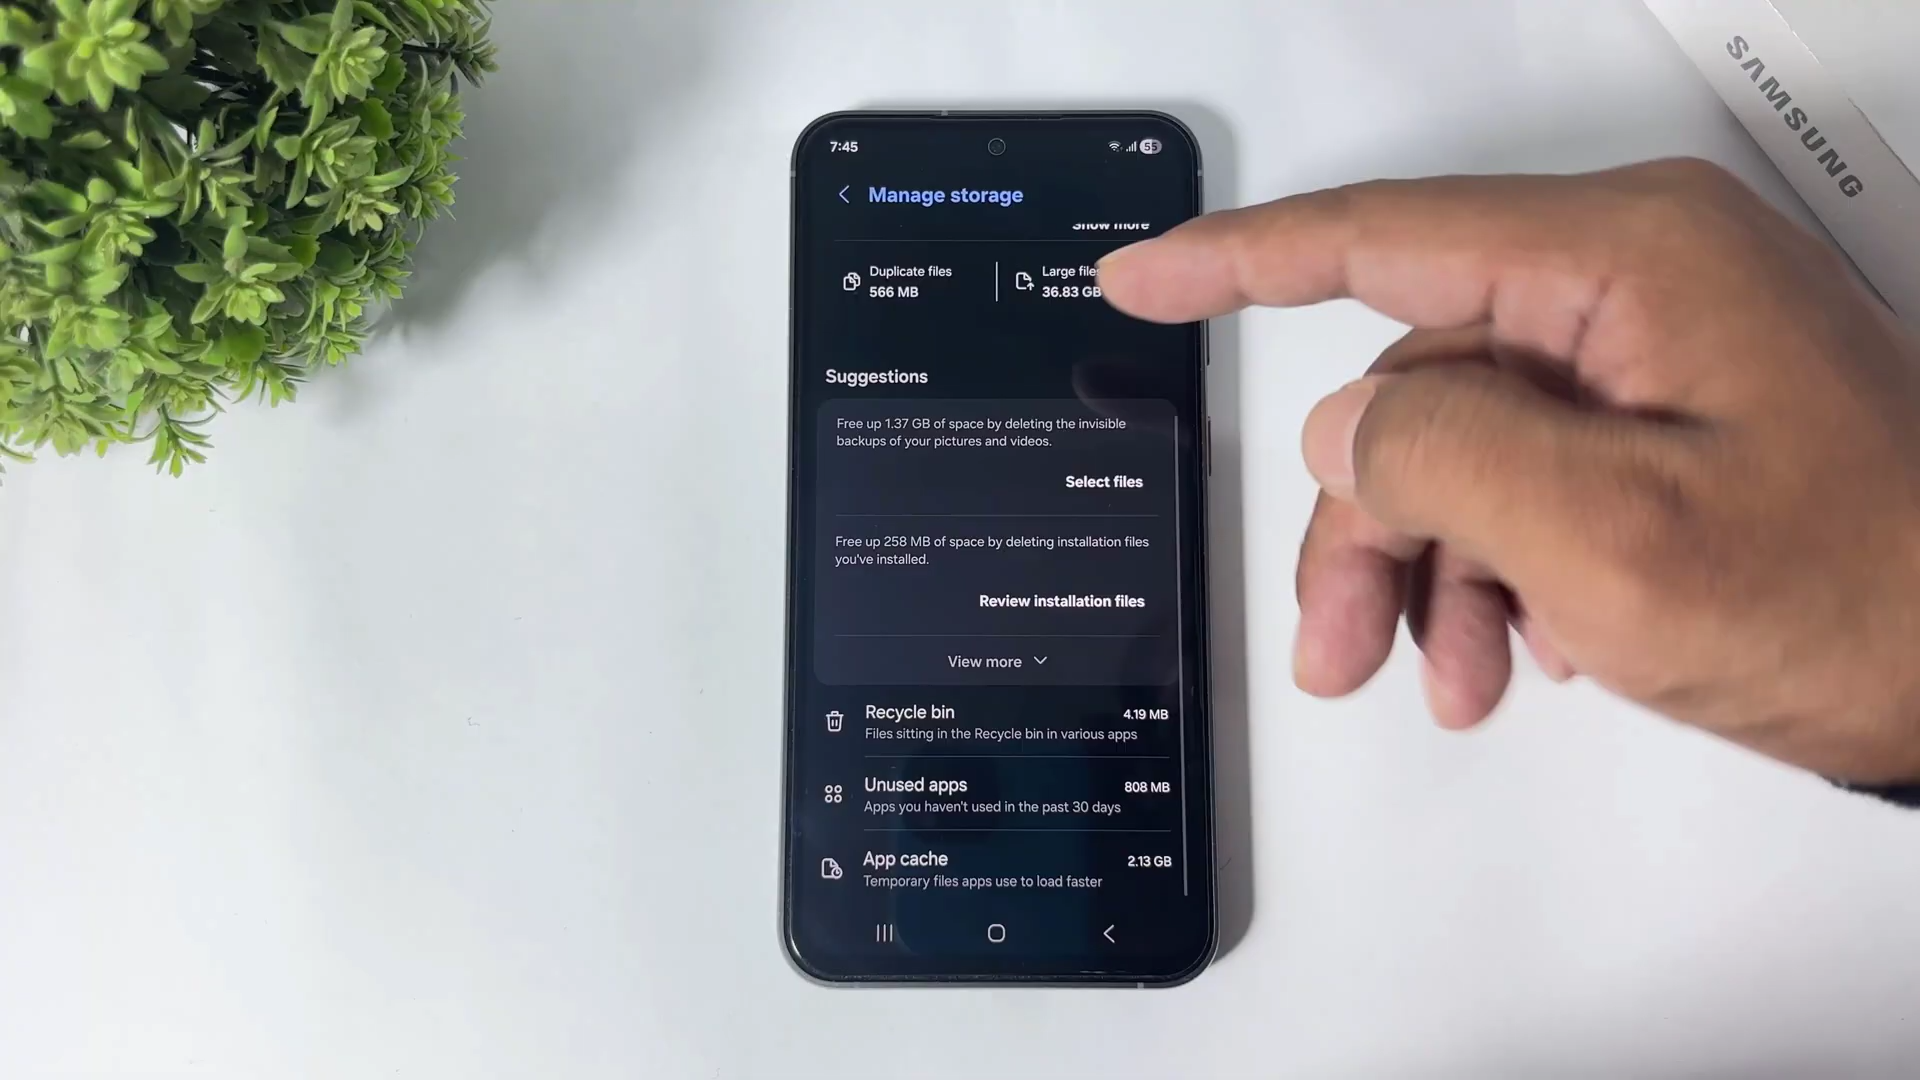 SAMSUNG
7:45
55
Manage storage
Show more
Duplicate files
566 MB
Large files
36.83 GB
Suggestions
Free up 1.37 GB of space by deleting the invisible
backups of your pictures and videos.
Select files
Free up 258 MB of space by deleting installation files
you've installed.
Review installation files
View more
Recycle bin
4.19 MB
Files sitting in the Recycle bin in various apps
Unused apps
808 MB
Apps you haven't used in the past 30 days
App cache
2.13 GB
Temporary files apps use to load faster